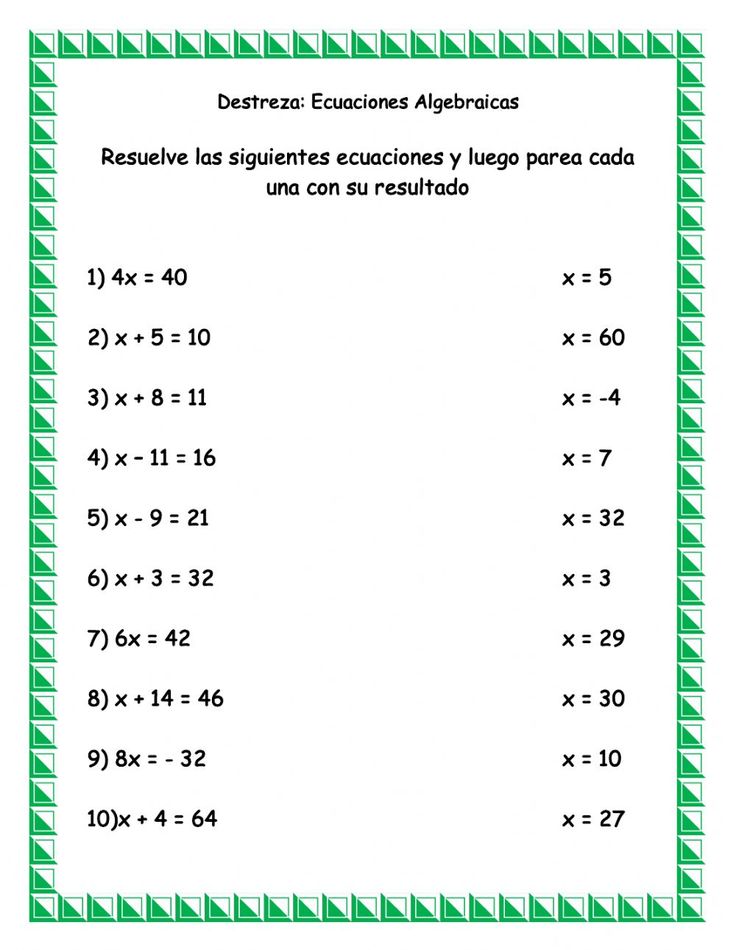 Destreza: Ecuaciones Algebraicas
Resuelve las siguientes ecuaciones y luego parea cada
una con su resultado
1) 4x = 40 x = 5
2) x + 5 = 10 x = 60
3) x + 8 = 11 x = -4
4) x – 11 = 16 x = 7
5) x - 9 = 21 x = 32
6) x + 3 = 32 x = 3
7) 6x = 42 x = 29
8) x + 14 = 46 x = 30
9) 8x = - 32 x = 10
10)x + 4 = 64 x = 27